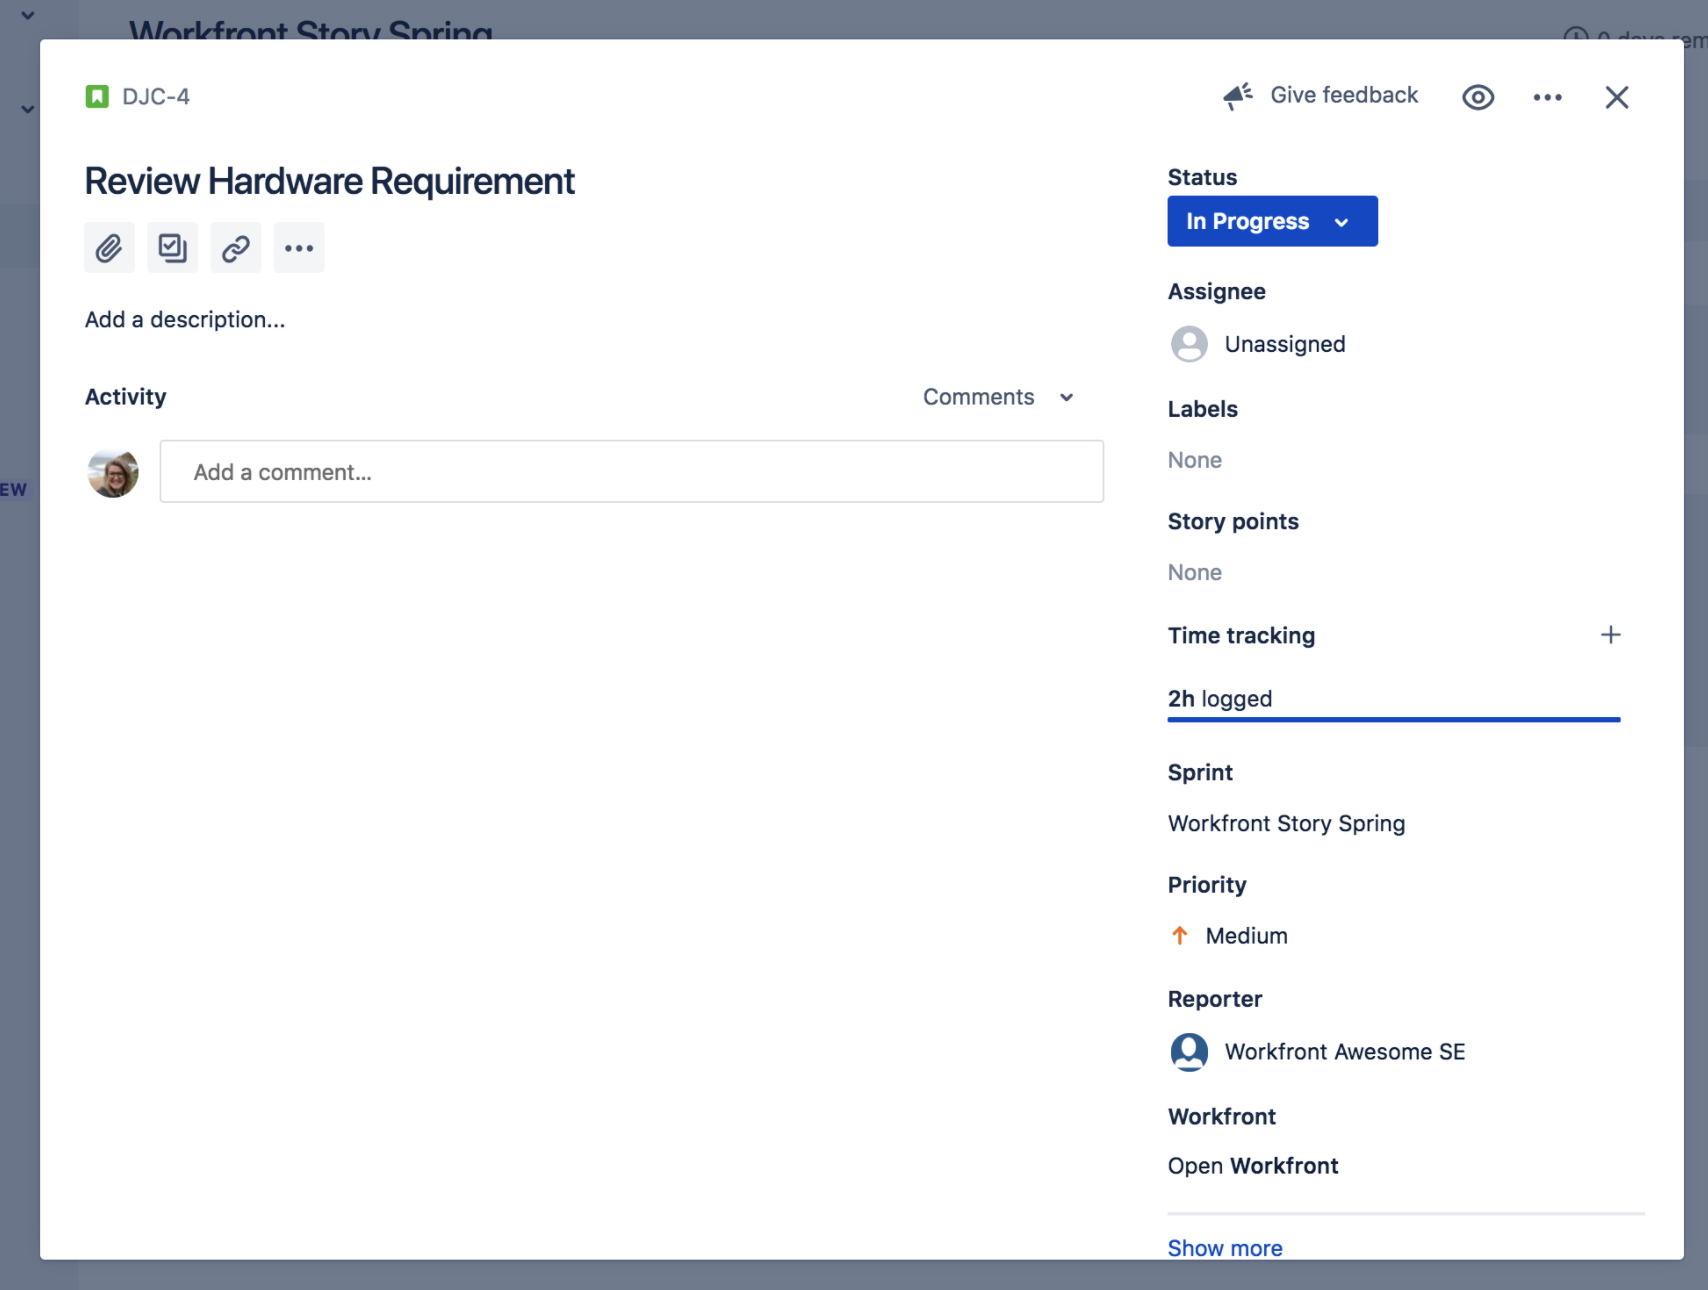 Workfront Story Spring
0 days rem
DJC-4
Give feedback
Review Hardware Requirement
Add a description...
Activity
Comments
Add a comment...
EW
Status
In Progress
Assignee
Unassigned
Labels
None
Story points
None
Time tracking
2h logged
Sprint
Workfront Story Spring
Priority
Medium
Reporter
Workfront Awesome SE
Workfront
Open Workfront
Show more